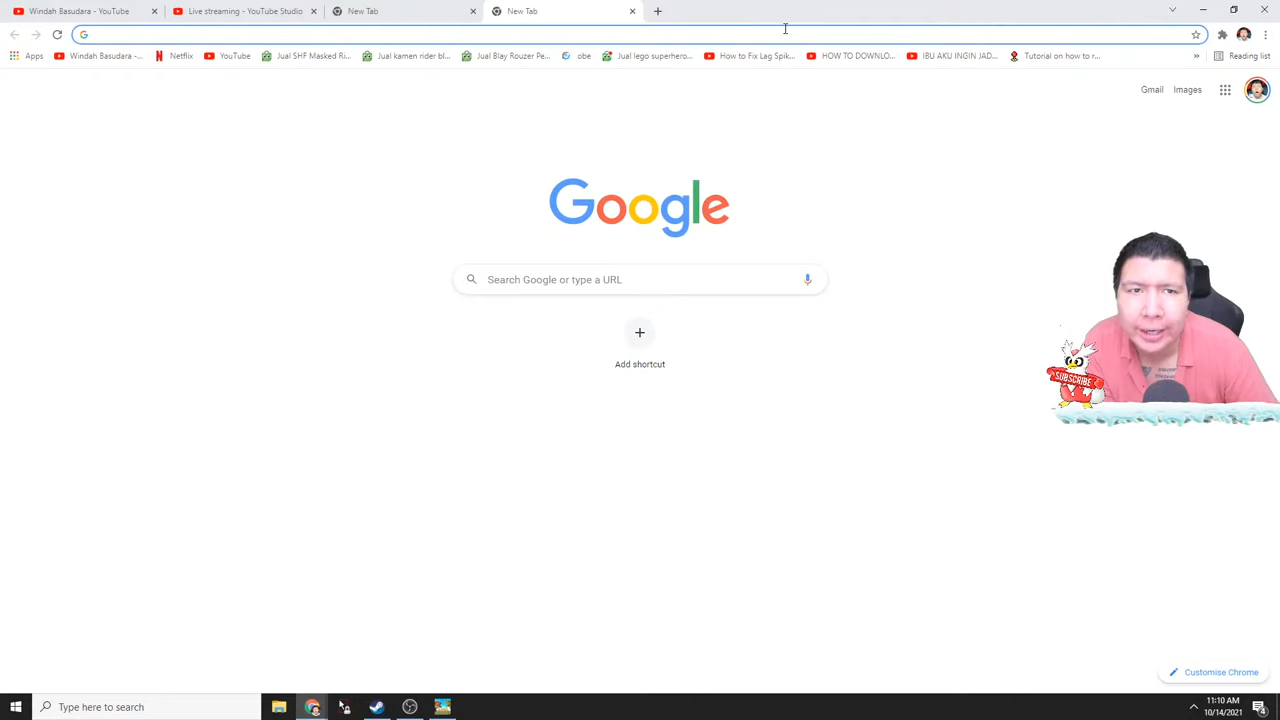 Windah Basudara - YouTube
Live streaming - YouTube Studio
New Tab
New Tab
Apps
Windah Basudara -...
Netflix
YouTube
Jual SHF Masked Ri...
Jual kamen rider bl...
Jual Blay Rouzer Pe...
obe
Jual lego superhero...
How to Fix Lag Spik...
HOW TO DOWNLO...
IBU AKU INGIN JAD...
Tutorial on how to r...
»
Reading list
Gmail
Images
Google
Search Google or type a URL
Add shortcut
SUBSCRIBE
Customise Chrome
Type here to search
11:10 AM
10/14/2021
4